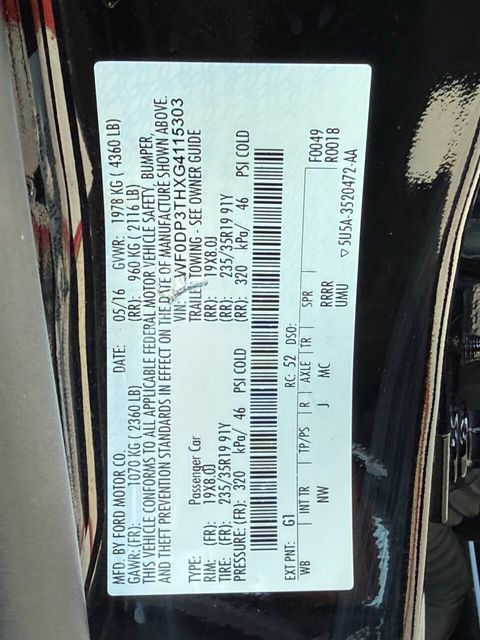 MFD. BY FORD MOTOR CO. DATE: 05/16 GVWR: 1978 KG ( 4360 LB)
GAWR: (FR): 1070 KG ( 2360 LB) (RR): 960 KG ( 2116 LB)
THIS VEHICLE CONFORMS TO ALL APPLICABLE FEDERAL MOTOR VEHICLE SAFETY, BUMPER,
AND THEFT PREVENTION STANDARDS IN EFFECT ON THE DATE OF MANUFACTURE SHOWN ABOVE.
VIN: WF0DP3THXG4115303
TYPE: Passenger Car TRAILER TOWING - SEE OWNER GUIDE
RIM: (FR): 19X8.0J (RR): 19X8.0J
TIRE: (FR): 235/35R19 91Y (RR): 235/35R19 91Y
PRESSURE: (FR): 320 kPa/ 46 PSI COLD (RR): 320 kPa/ 46 PSI COLD
EXT PNT: G1 RC: 52 DSO: F0049
WB INT TR TP/PS R AXLE TR SPR R0018
NW J MC RRRR
UMU
▽5U5A-3520472-AA